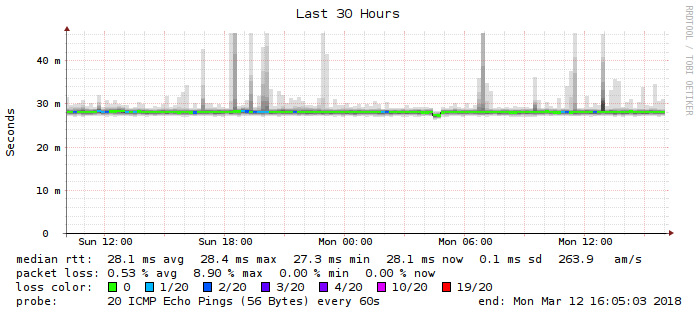 Last 30 Hours
RRDTOOL / TOBI OETIKER
Seconds
40 m
30 m
20 m
10 m
0
Sun 12:00 Sun 18:00 Mon 00:00 Mon 06:00 Mon 12:00
median rtt: 28.1 ms avg 28.4 ms max 27.3 ms min 28.1 ms now 0.1 ms sd 263.9 am/s
packet loss: 0.53 % avg 8.90 % max 0.00 % min 0.00 % now
loss color: 0 1/20 2/20 3/20 4/20 10/20 19/20
probe: 20 ICMP Echo Pings (56 Bytes) every 60s end: Mon Mar 12 16:05:03 2018